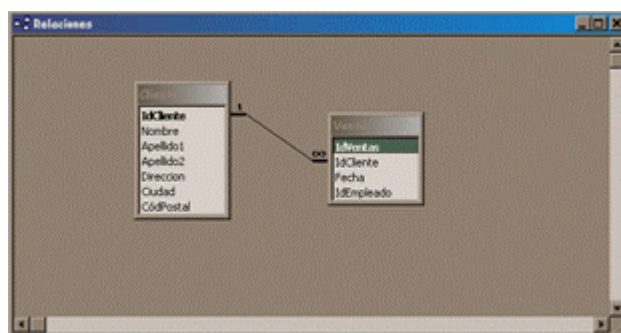 Relaciones
IdCliente
Nombre
Apellido1
Apellido2
Direccion
Ciudad
CódPostal
1
∞
IdVentas
IdCliente
Fecha
IdEmpleado